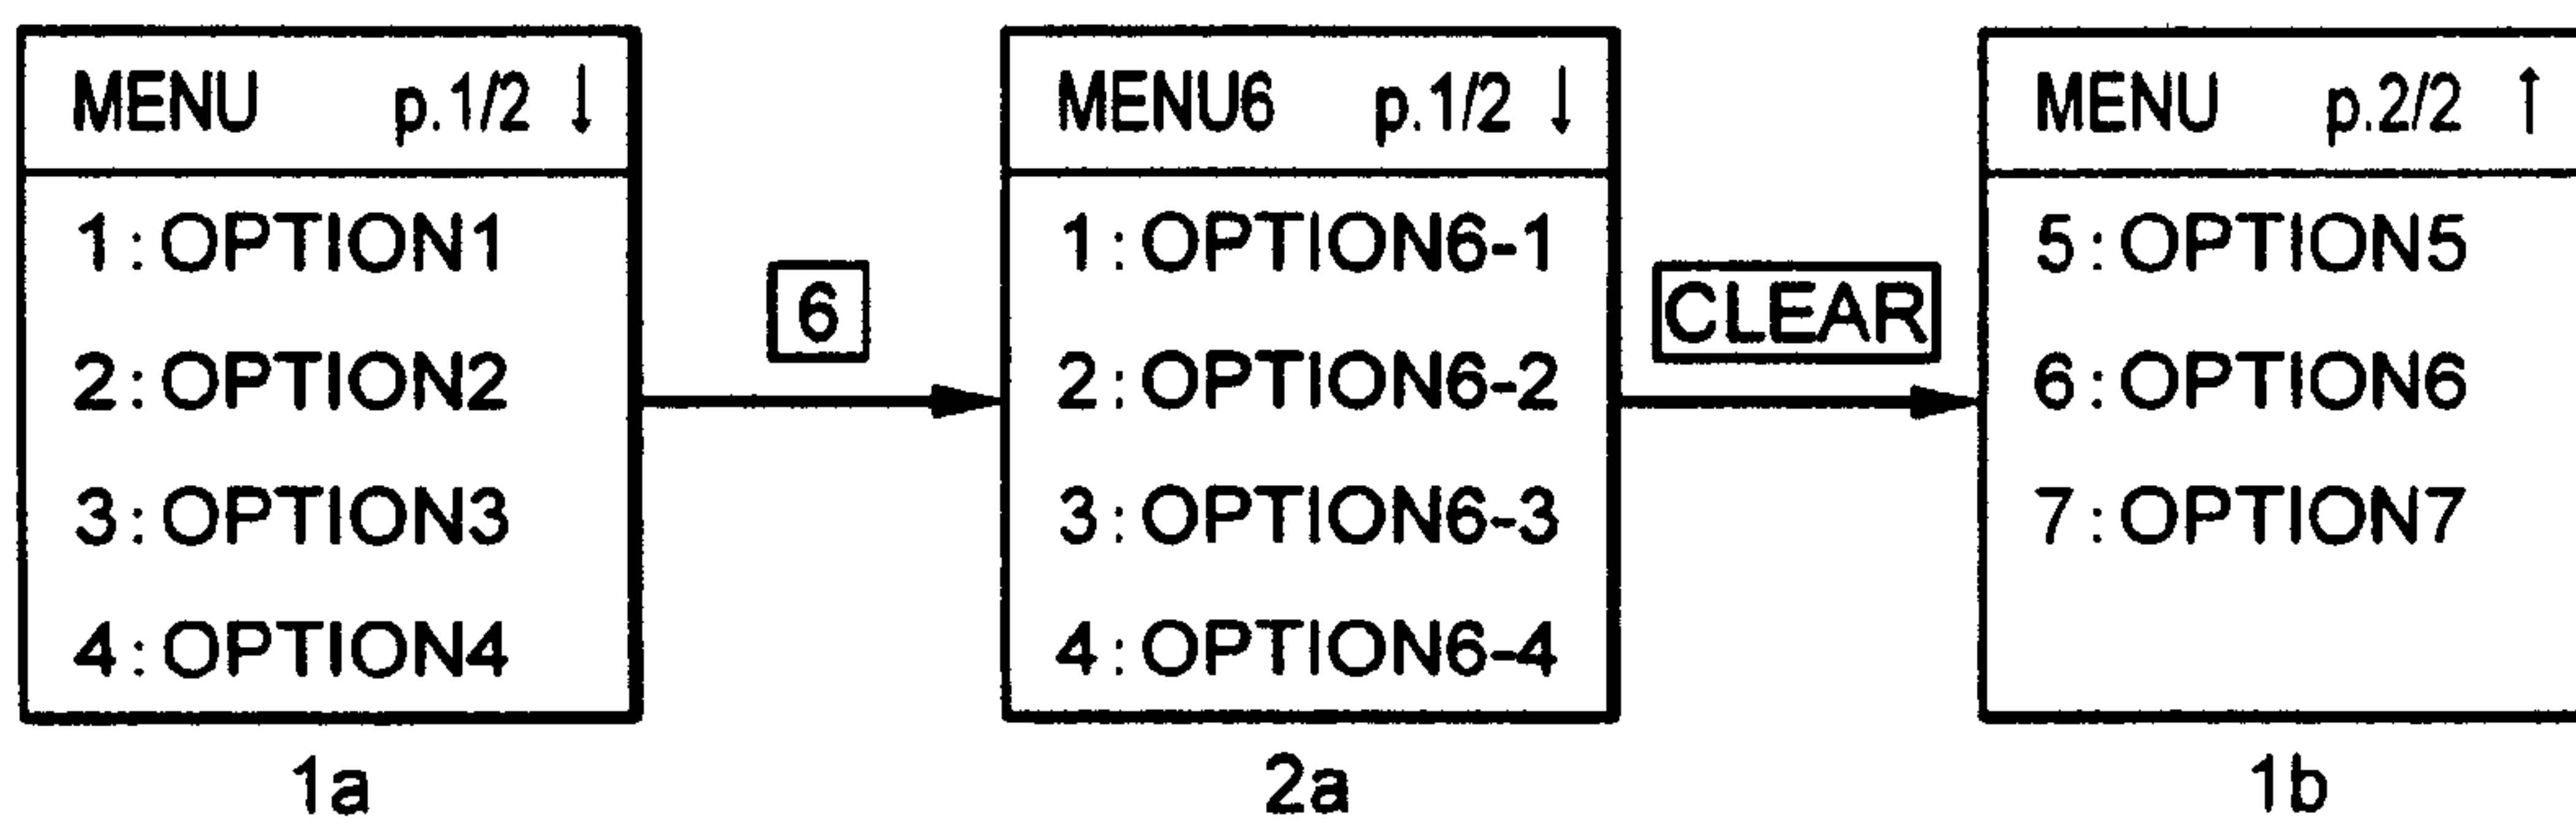 MENU p.1/2 ↓
1:OPTION1
2:OPTION2
3:OPTION3
4:OPTION4
1a
6
MENU6 p.1/2 ↓
1:OPTION6-1
2:OPTION6-2
3:OPTION6-3
4:OPTION6-4
2a
CLEAR
MENU p.2/2 ↑
5:OPTION5
6:OPTION6
7:OPTION7
1b